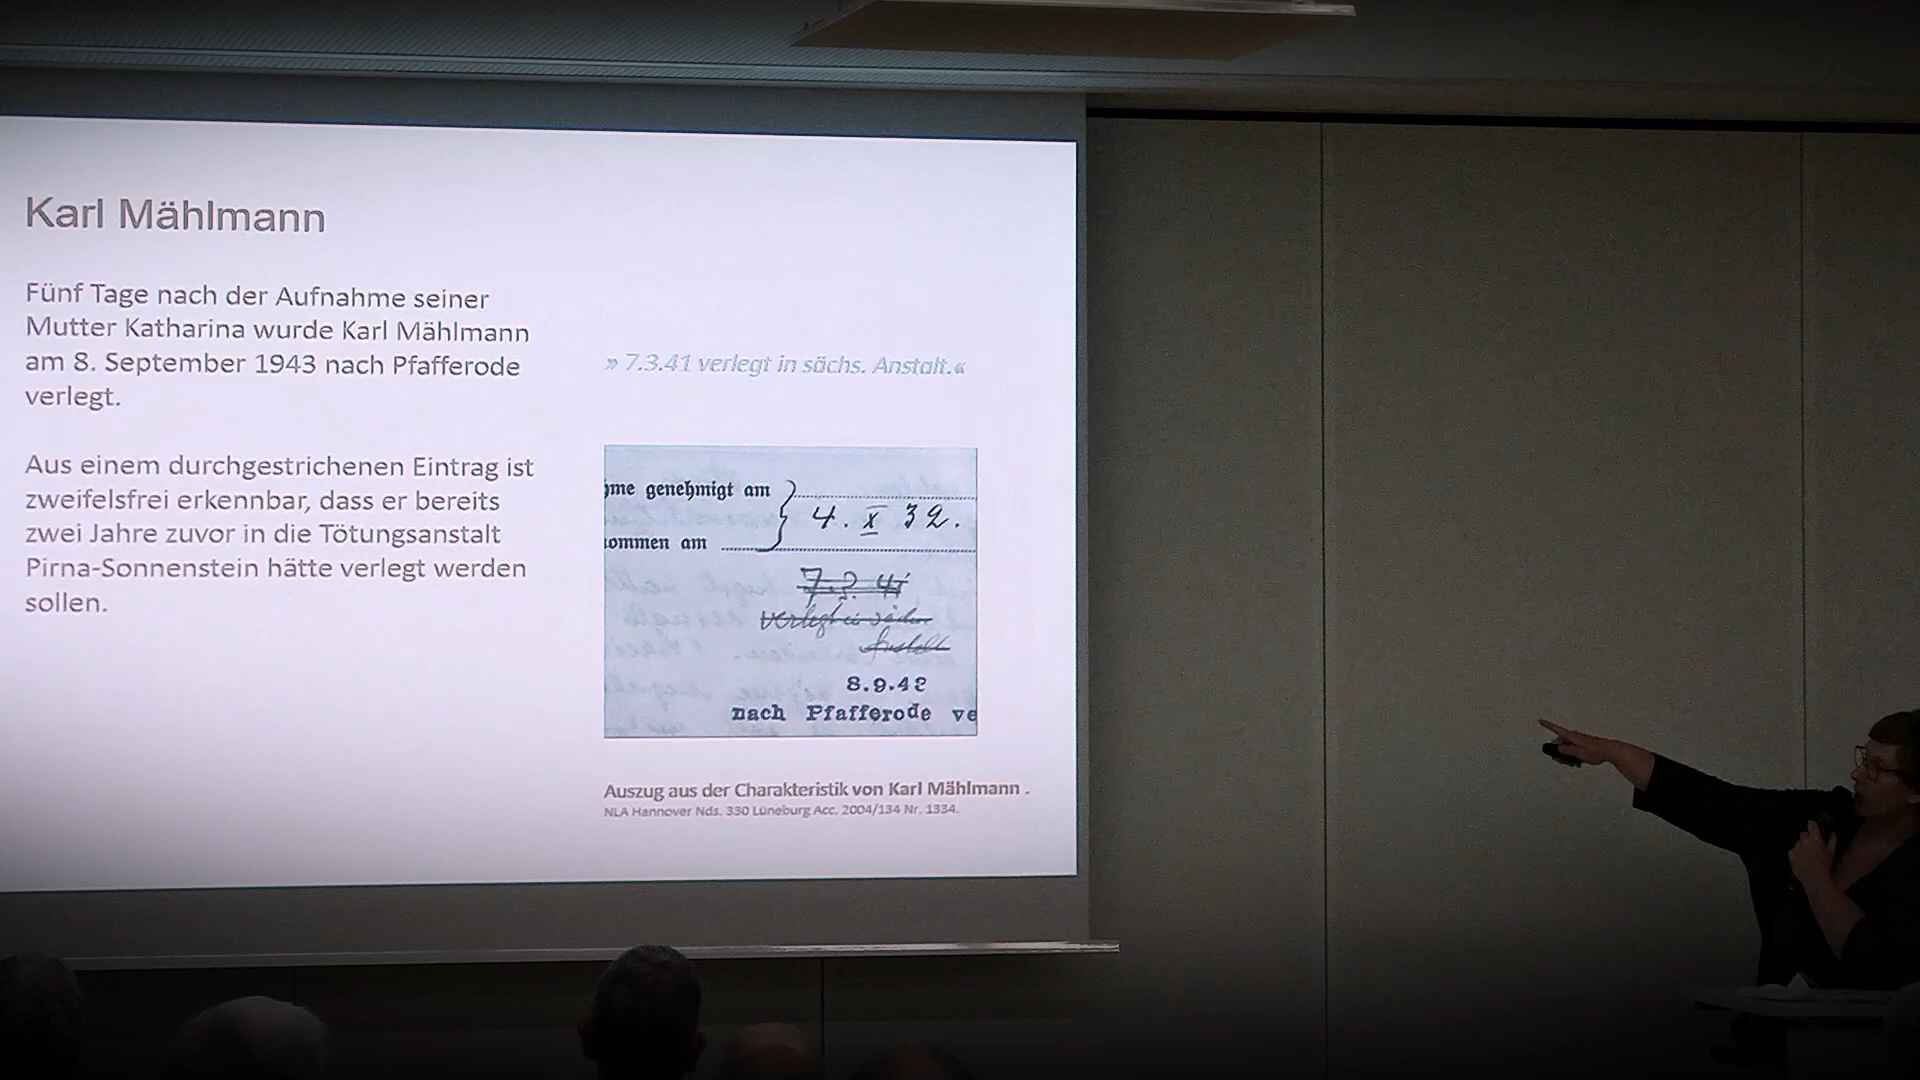 Karl Mählmann
Fünf Tage nach der Aufnahme seiner
Mutter Katharina wurde Karl Mählmann
am 8. September 1943 nach Pfafferode
verlegt.
Aus einem durchgestrichenen Eintrag ist
zweifelsfrei erkennbar, dass er bereits
zwei Jahre zuvor in die Tötungsanstalt
Pirna-Sonnenstein hätte verlegt werden
sollen.
» 7.3.41 verlegt in sächs. Anstalt.«
me genehmigt am
4. X 32.
ommen am
7.3.41
verlegt in sächs.
Anstalt
8.9.43
nach Pfafferode ve
Auszug aus der Charakteristik von Karl Mählmann .
NLA Hannover Nds. 330 Lüneburg Acc. 2004/134 Nr. 1334.